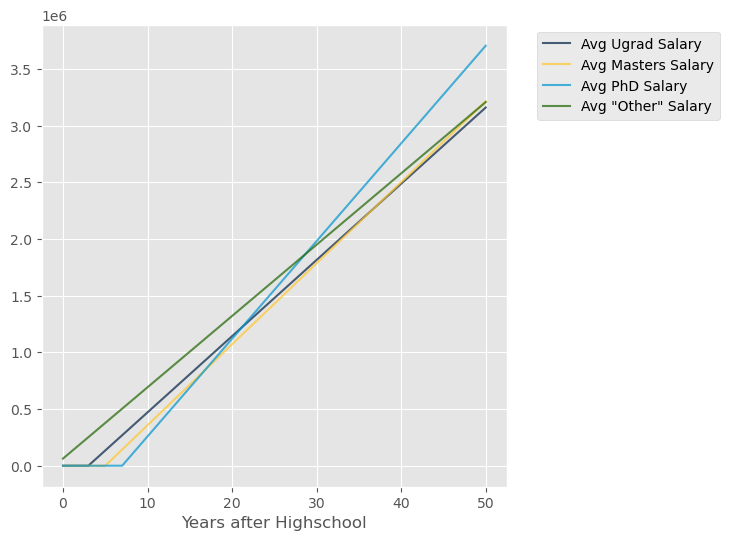 1e6
Avg Ugrad Salary
Avg Masters Salary
Avg PhD Salary
Avg "Other" Salary
3.5
3.0
2.5
2.0
1.5
1.0
0.5
0.0
0 10 20 30 40 50
Years after Highschool